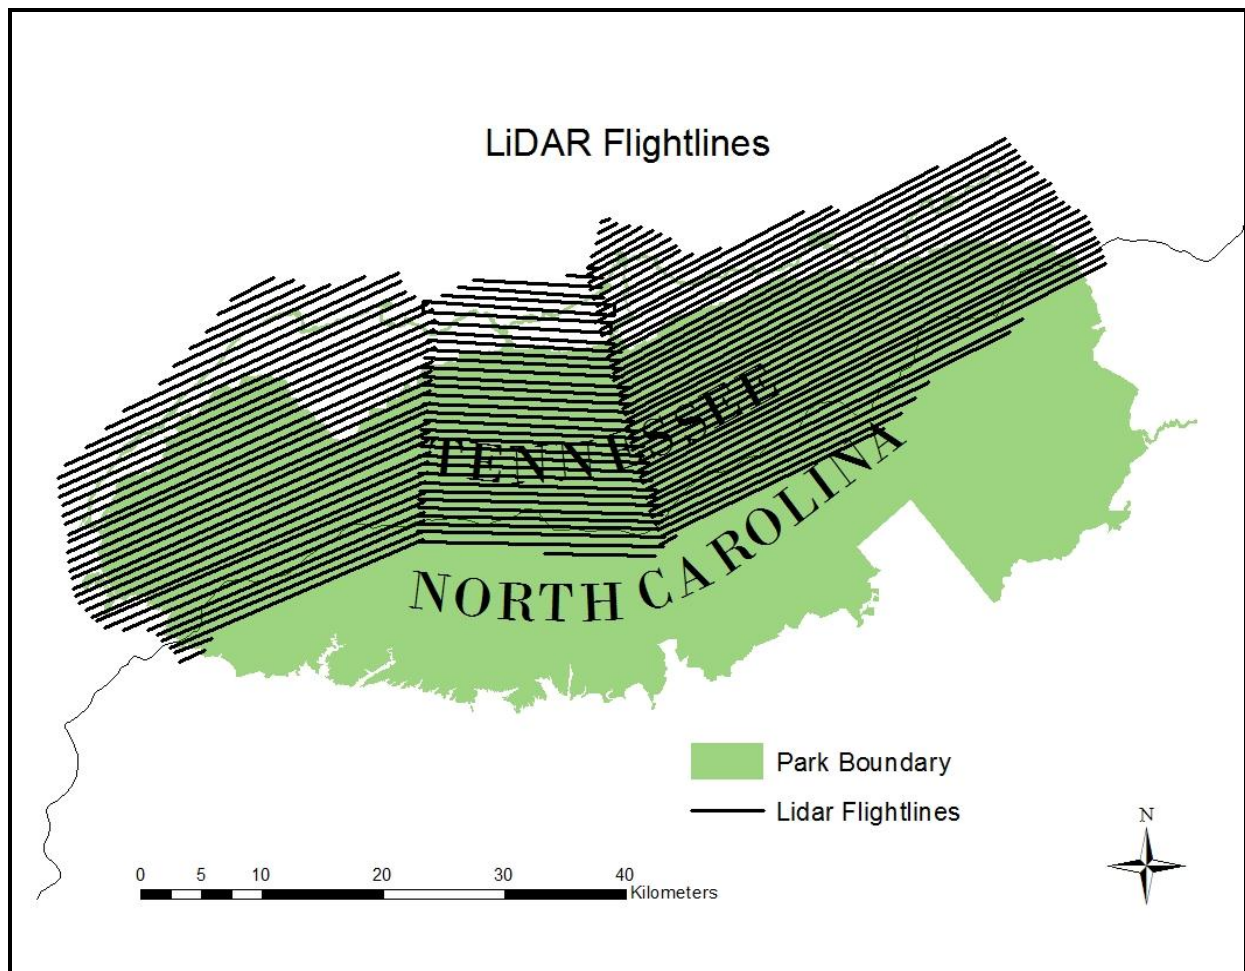 LiDAR Flightlines
TENNESSEE
NORTH CAROLINA
Park Boundary
Lidar Flightlines
N
0 5 10 20 30 40
Kilometers